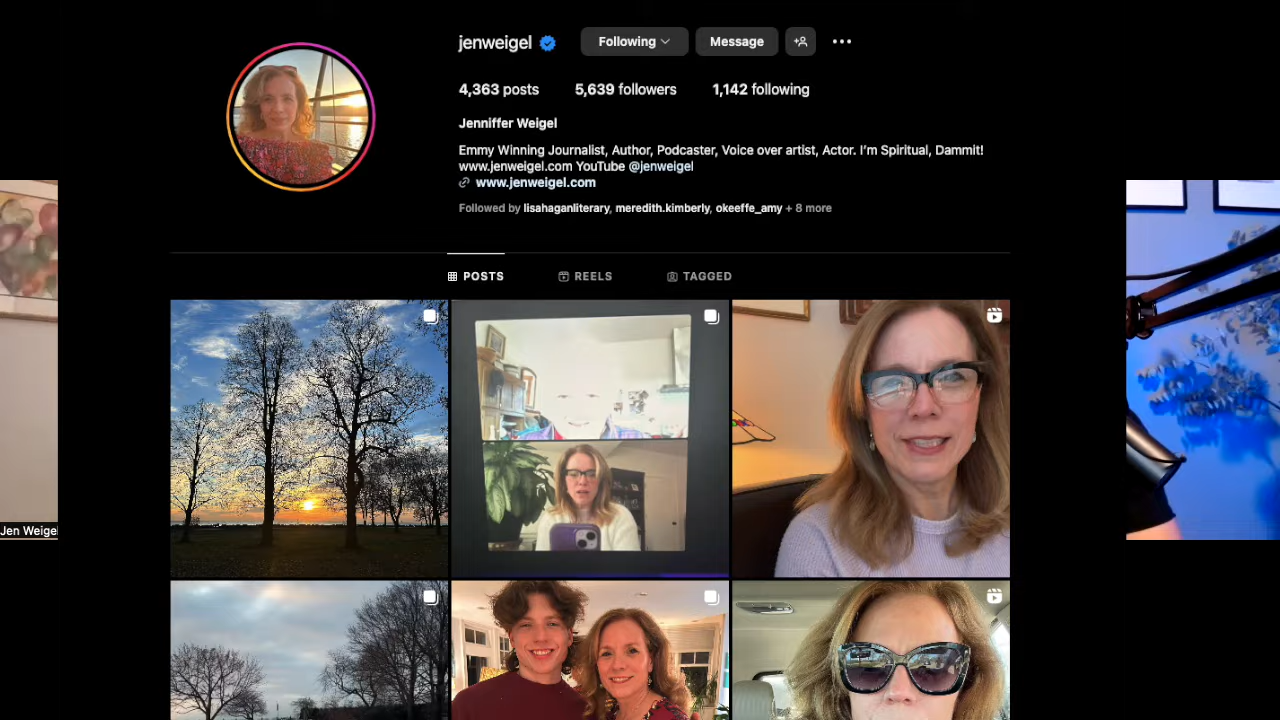 jenweigel Following Message
4,363 posts 5,639 followers 1,142 following
Jenniffer Weigel
Emmy Winning Journalist, Author, Podcaster, Voice over artist, Actor. I'm Spiritual, Dammit!
www.jenweigel.com YouTube @jenweigel
www.jenweigel.com
Followed by lisahaganliterary, meredith.kimberly, okeeffe_amy + 8 more
POSTS REELS TAGGED
Jen Weigel